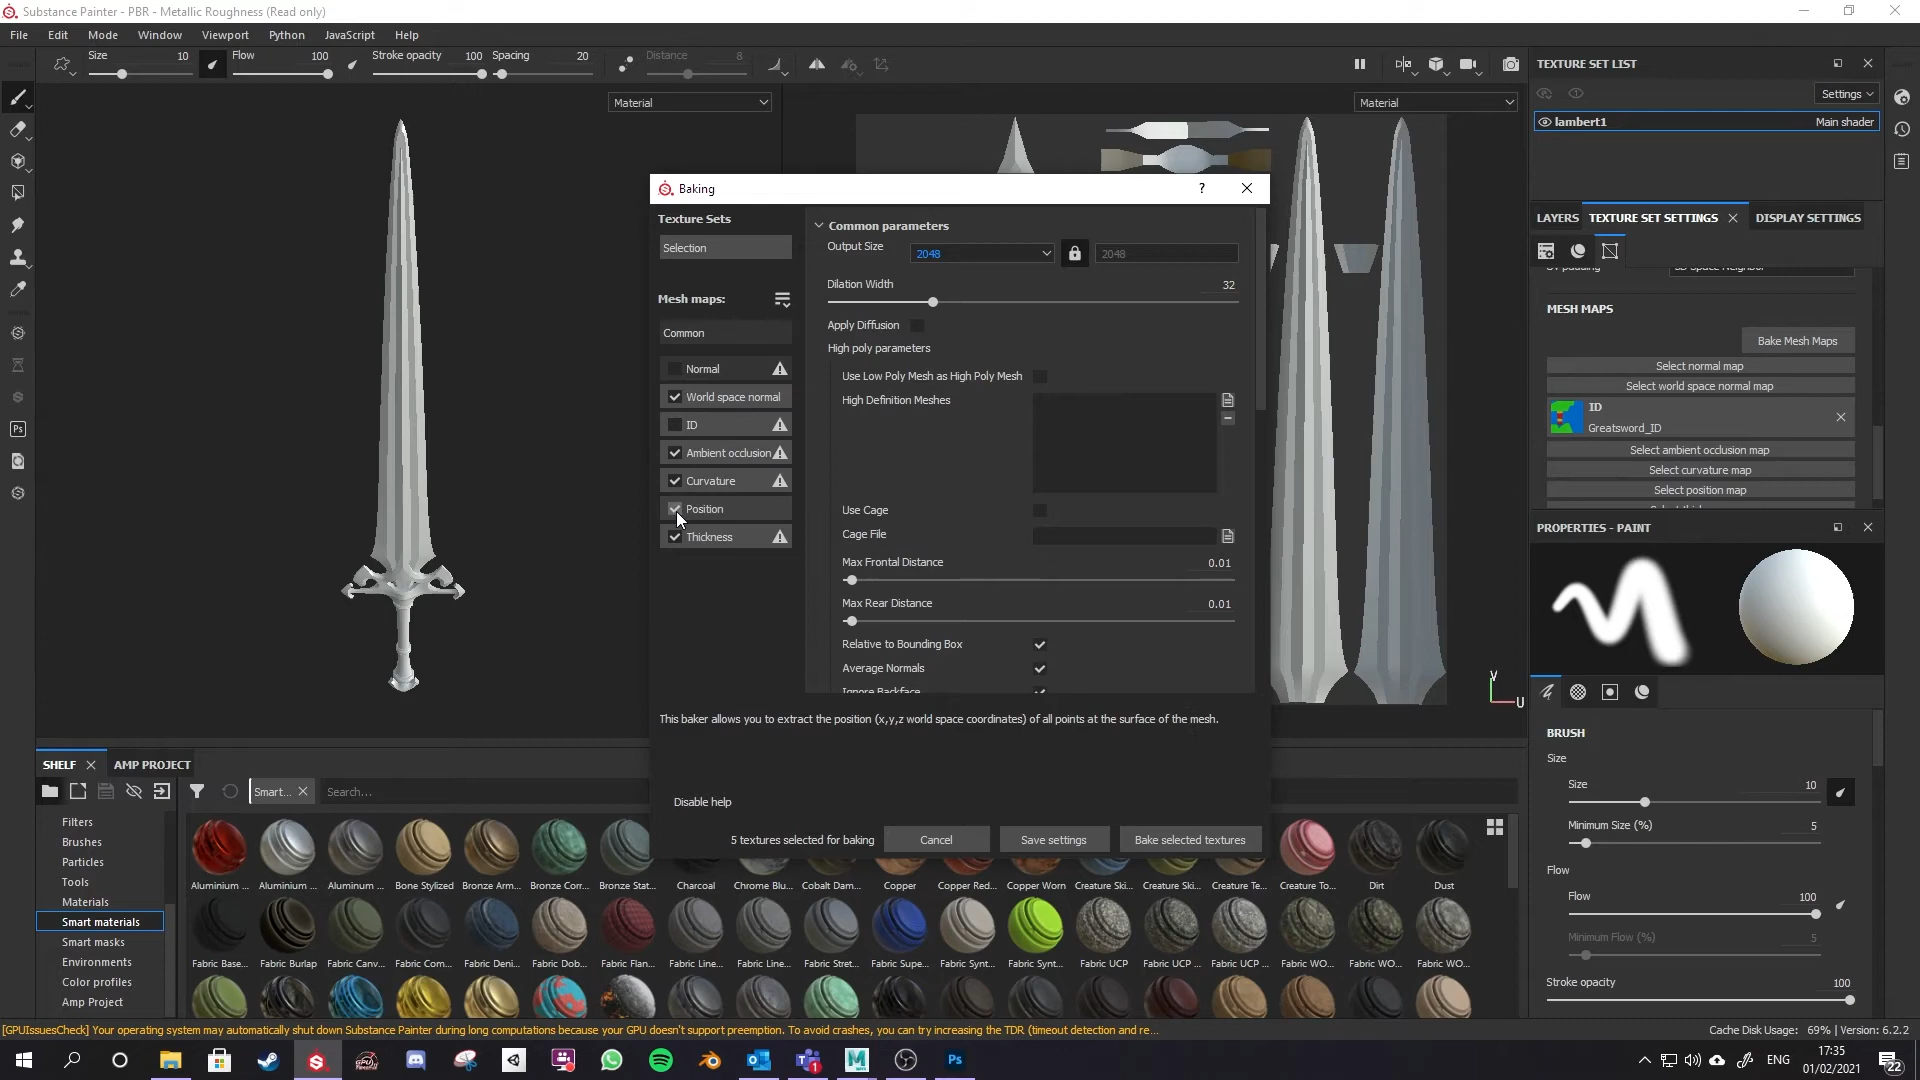 Substance Painter - PBR - Metallic Roughness (Read only)
File Edit Mode Window Viewport Python JavaScript Help
Size 10 Flow 100 Stroke opacity 100 Spacing 20 Distance 8
Material
Material
TEXTURE SET LIST
Settings
lambert1 Main shader
LAYERS TEXTURE SET SETTINGS DISPLAY SETTINGS
MESH MAPS
Bake Mesh Maps
Select normal map
Select world space normal map
ID
Greatsword_ID
Select ambient occlusion map
Select curvature map
Select position map
PROPERTIES - PAINT
BRUSH
Size
Size 10
Minimum Size (%) 5
Flow
Flow 100
Minimum Flow (%) 5
Stroke opacity 100
Baking
?
Texture Sets
Selection
Mesh maps:
Common
Normal
World space normal
ID
Ambient occlusion
Curvature
Position
Thickness
Common parameters
Output Size 2048 2048
Dilation Width 32
Apply Diffusion
High poly parameters
Use Low Poly Mesh as High Poly Mesh
High Definition Meshes
Use Cage
Cage File
Max Frontal Distance 0.01
Max Rear Distance 0.01
Relative to Bounding Box
Average Normals
Ignore Backface
This baker allows you to extract the position (x,y,z world space coordinates) of all points at the surface of the mesh.
Disable help
5 textures selected for baking Cancel Save settings Bake selected textures
V
U
SHELF AMP PROJECT
Smart... Search...
Filters
Brushes
Particles
Tools
Materials
Smart materials
Smart masks
Environments
Color profiles
Amp Project
Aluminium ... Aluminium ... Aluminum ... Bone Stylized Bronze Arm... Bronze Corr... Bronze Stat... Charcoal Chrome Blu... Cobalt Dam... Copper Copper Red... Copper Worn Creature Ski... Creature Ski... Creature Te... Creature To... Dirt Dust
Fabric Base... Fabric Burlap Fabric Canv... Fabric Com... Fabric Deni... Fabric Dob... Fabric Flan... Fabric Line... Fabric Line... Fabric Stret... Fabric Supe... Fabric Synt... Fabric Synt... Fabric UCP Fabric UCP ... Fabric UCP ... Fabric WO... Fabric WO... Fabric WO...
[GPUIssuesCheck] Your operating system may automatically shut down Substance Painter during long computations because your GPU doesn't support preemption. To avoid crashes, you can try increasing the TDR (timeout detection and re...
Cache Disk Usage: 69% | Version: 6.2.2
Ps
Ps
ENG
17:35
01/02/2021
22